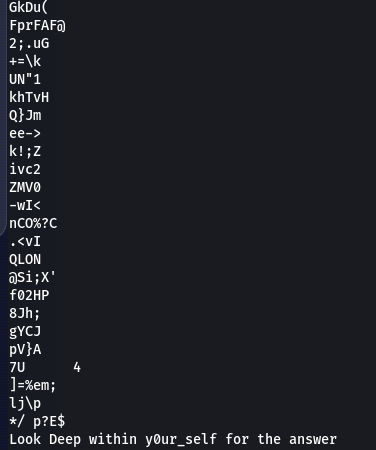 GkDu(
FprFAF@
2;.uG
+=\k
UN"1
khTvH
Q}Jm
ee->
k!;Z
ivc2
ZMV0
-wI<
nCO%?C
.<vI
QLON
@Si;X'
f02HP
8Jh;
gYCJ
pV}A
7U      4
]=%em;
lj\p
*/ p?E$
Look Deep within y0ur_self for the answer